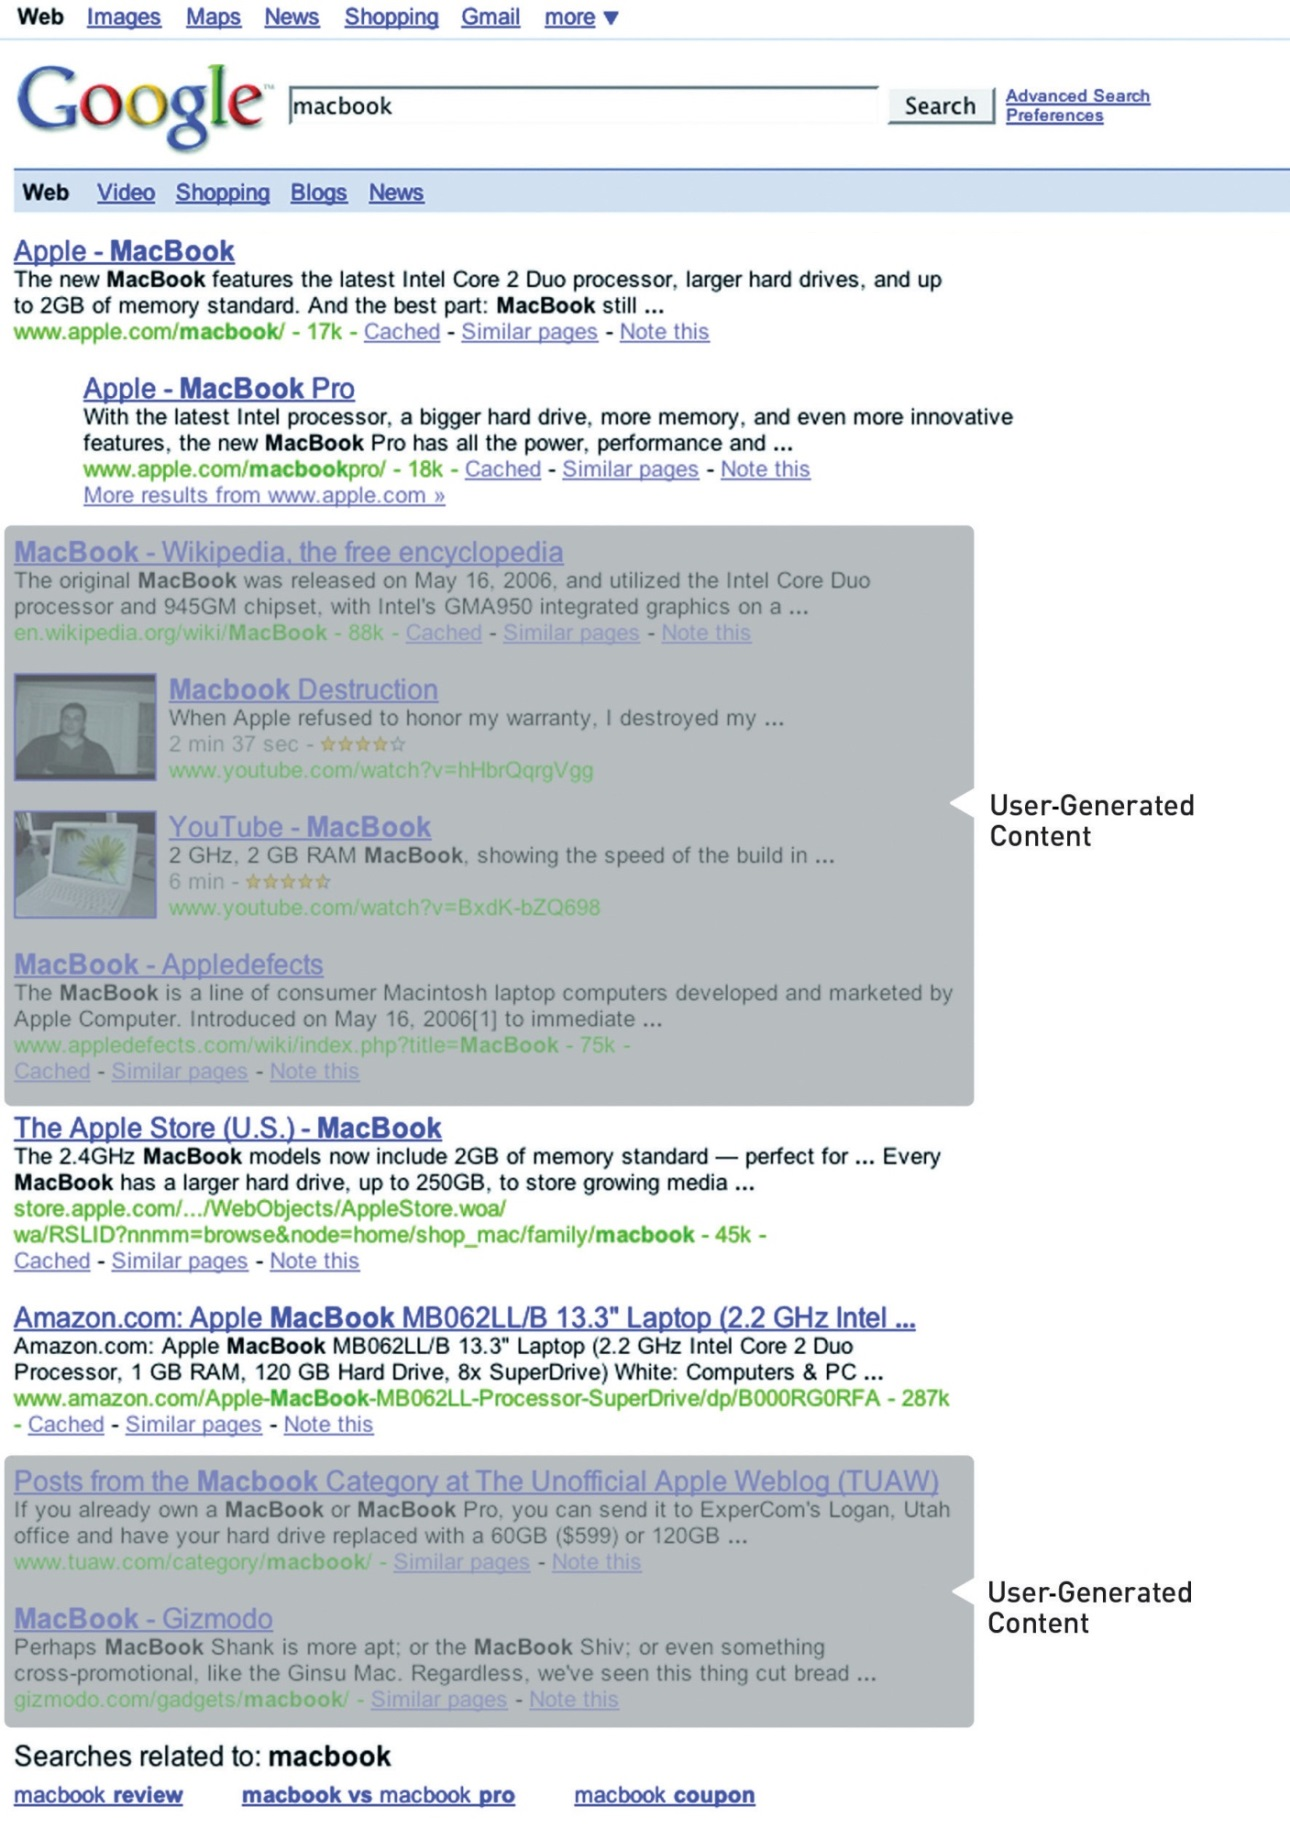 Web Images Maps News Shopping Gmail more ▼
Google™ macbook Search Advanced Search
Preferences
Web Video Shopping Blogs News
Apple - MacBook
The new MacBook features the latest Intel Core 2 Duo processor, larger hard drives, and up
to 2GB of memory standard. And the best part: MacBook still ...
www.apple.com/macbook/ - 17k - Cached - Similar pages - Note this
Apple - MacBook Pro
With the latest Intel processor, a bigger hard drive, more memory, and even more innovative
features, the new MacBook Pro has all the power, performance and ...
www.apple.com/macbookpro/ - 18k - Cached - Similar pages - Note this
More results from www.apple.com »
MacBook - Wikipedia, the free encyclopedia
The original MacBook was released on May 16, 2006, and utilized the Intel Core Duo
processor and 945GM chipset, with Intel's GMA950 integrated graphics on a ...
en.wikipedia.org/wiki/MacBook - 88k - Cached - Similar pages - Note this
Macbook Destruction
When Apple refused to honor my warranty, I destroyed my ...
2 min 37 sec - ★★★★☆
www.youtube.com/watch?v=hHbrQqrgVgg
YouTube - MacBook
2 GHz, 2 GB RAM MacBook, showing the speed of the build in ...
6 min -
www.youtube.com/watch?v=BxdK-bZQ698
MacBook - Appledefects
The MacBook is a line of consumer Macintosh laptop computers developed and marketed by
Apple Computer. Introduced on May 16, 2006[1] to immediate ...
www.appledefects.com/wiki/index.php?title=MacBook - 75k -
Cached - Similar pages - Note this
User-Generated
Content
The Apple Store (U.S.) - MacBook
The 2.4GHz MacBook models now include 2GB of memory standard — perfect for ... Every
MacBook has a larger hard drive, up to 250GB, to store growing media ...
store.apple.com/.../WebObjects/AppleStore.woa/
wa/RSLID?nnmm=browse&node=home/shop_mac/family/macbook - 45k -
Cached - Similar pages - Note this
Amazon.com: Apple MacBook MB062LL/B 13.3" Laptop (2.2 GHz Intel ...
Amazon.com: Apple MacBook MB062LL/B 13.3" Laptop (2.2 GHz Intel Core 2 Duo
Processor, 1 GB RAM, 120 GB Hard Drive, 8x SuperDrive) White: Computers & PC ...
www.amazon.com/Apple-MacBook-MB062LL-Processor-SuperDrive/dp/B000RG0RFA - 287k
- Cached - Similar pages - Note this
Posts from the Macbook Category at The Unofficial Apple Weblog (TUAW)
If you already own a MacBook or MacBook Pro, you can send it to ExperCom's Logan, Utah
office and have your hard drive replaced with a 60GB ($599) or 120GB ...
www.tuaw.com/category/macbook/ - Similar pages - Note this
MacBook - Gizmodo
Perhaps MacBook Shank is more apt; or the MacBook Shiv; or even something
cross-promotional, like the Ginsu Mac. Regardless, we've seen this thing cut bread ...
gizmodo.com/gadgets/macbook/ - Similar pages - Note this
User-Generated
Content
Searches related to: macbook
macbook review macbook vs macbook pro macbook coupon